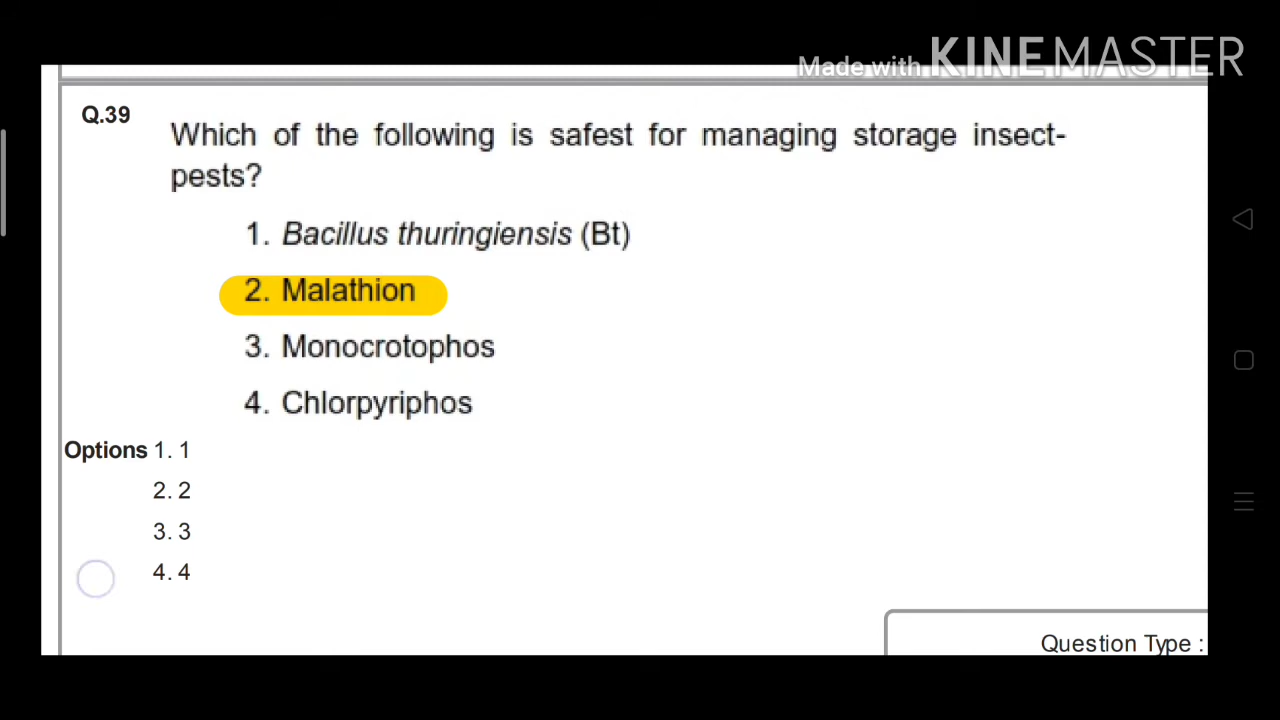 Made with KINEMASTER
Q.39
Which of the following is safest for managing storage insect-
pests?
1. Bacillus thuringiensis (Bt)
2. Malathion
3. Monocrotophos
4. Chlorpyriphos
Options 1. 1
2. 2
3. 3
4. 4
Question Type :